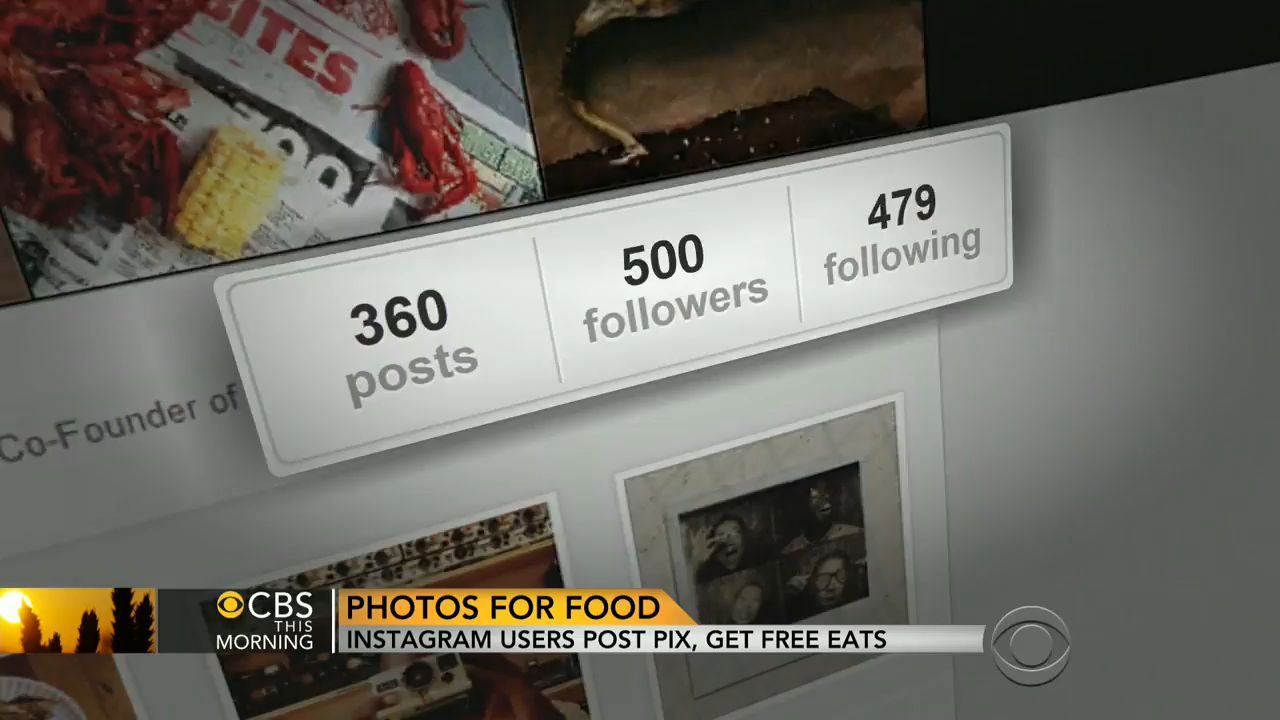 BITES
360
posts
500
followers
479
following
Co-Founder of
CBS
THIS
MORNING
PHOTOS FOR FOOD
INSTAGRAM USERS POST PIX, GET FREE EATS